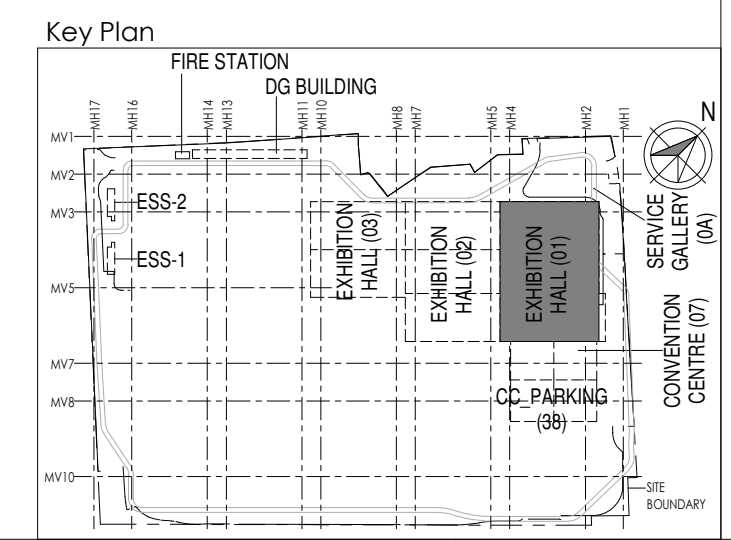 Key Plan
FIRE STATION
DG BUILDING
MH17
MH16
MH14
MH13
MH11
MH10
MH8
MH7
MH5
MH4
MH2
MH1
N
MV1
MV2
MV3
MV5
MV7
MV8
MV10
ESS-2
ESS-1
EXHIBITION
HALL (03)
EXHIBITION
HALL (02)
EXHIBITION
HALL (01)
SERVICE
GALLERY
(0A)
CONVENTION
CENTRE (07)
CC_PARKING
(38)
SITE
BOUNDARY